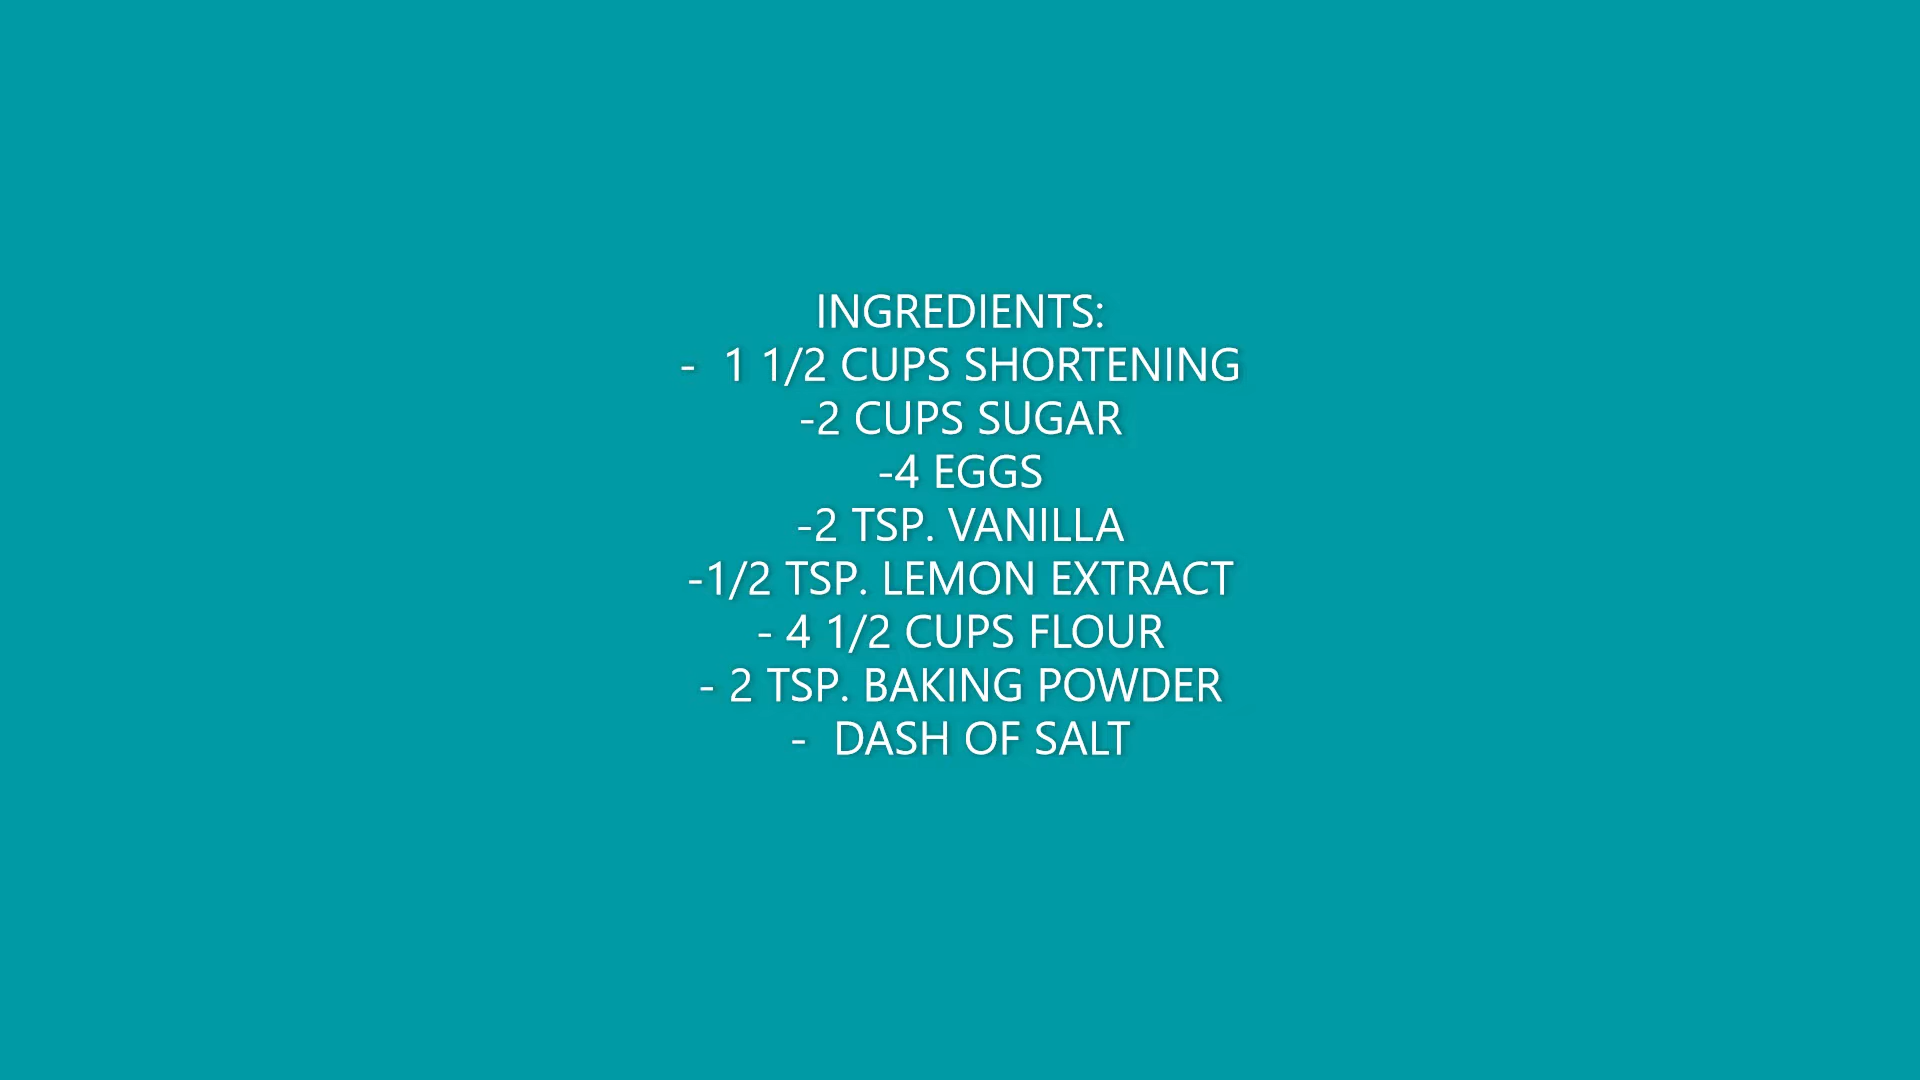 INGREDIENTS:
-  1 1/2 CUPS SHORTENING
-2 CUPS SUGAR
-4 EGGS
-2 TSP. VANILLA
-1/2 TSP. LEMON EXTRACT
- 4 1/2 CUPS FLOUR
- 2 TSP. BAKING POWDER
-  DASH OF SALT